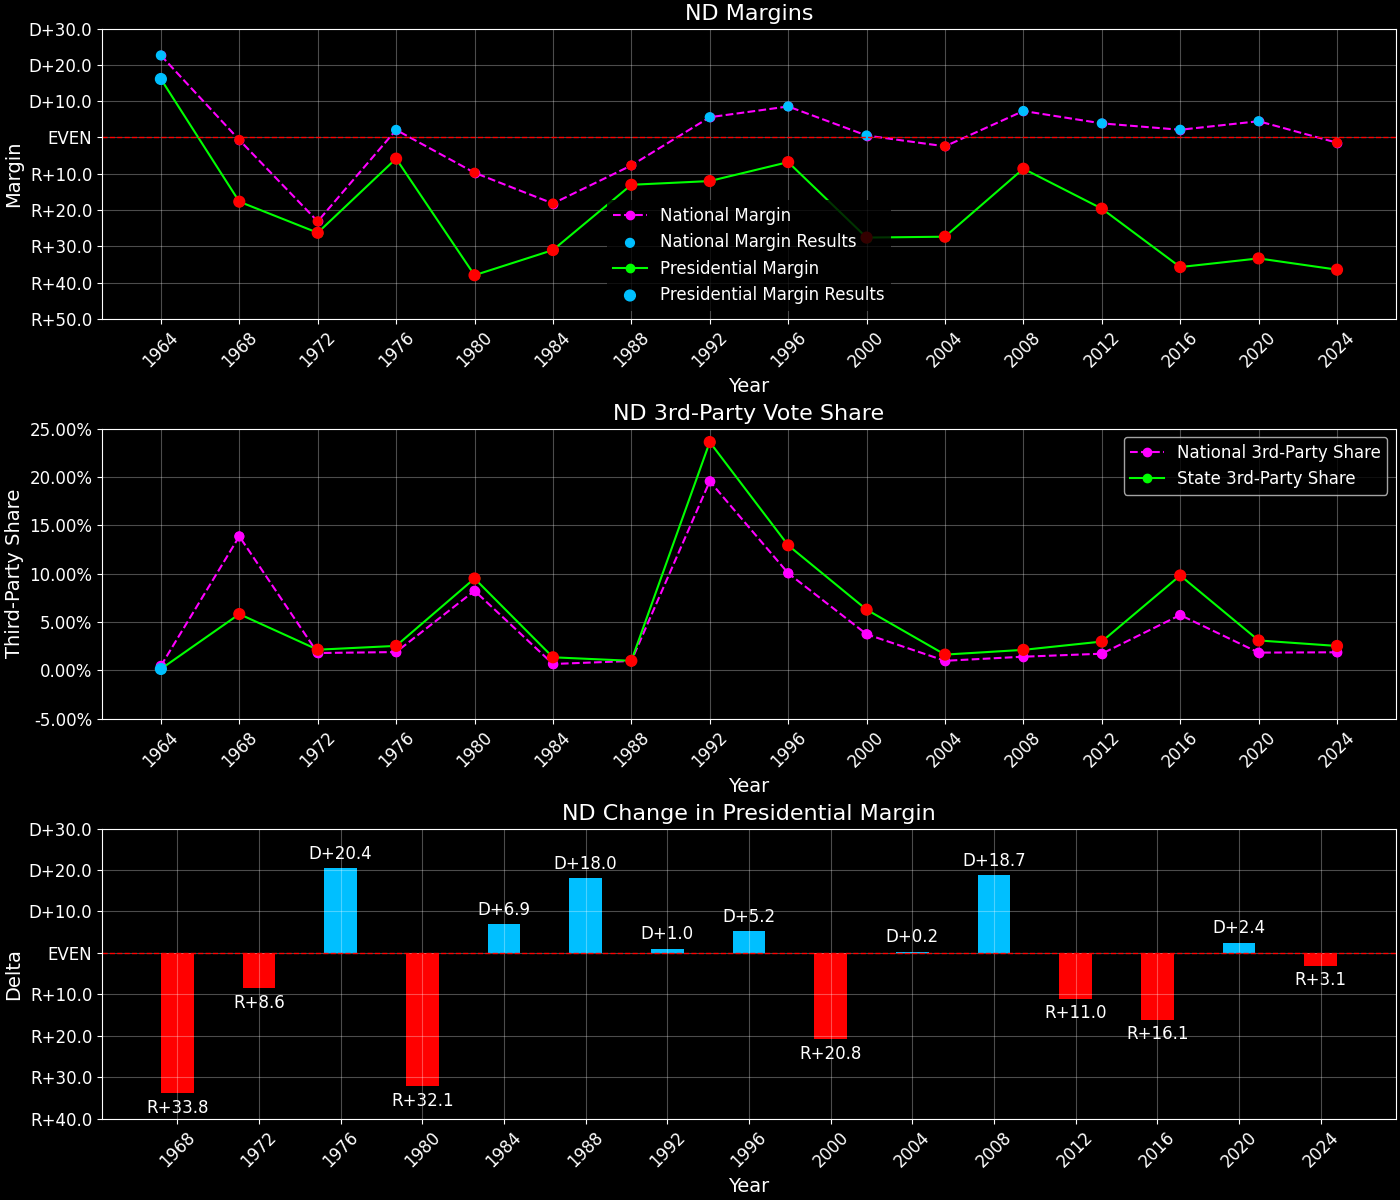 ND Margins
D+30.0
D+20.0
D+10.0
EVEN
R+10.0
R+20.0
R+30.0
R+40.0
R+50.0
Margin
National Margin
National Margin Results
Presidential Margin
Presidential Margin Results
1964 1968 1972 1976 1980 1984 1988 1992 1996 2000 2004 2008 2012 2016 2020 2024
Year
ND 3rd-Party Vote Share
25.00%
20.00%
15.00%
10.00%
5.00%
0.00%
-5.00%
Third-Party Share
National 3rd-Party Share
State 3rd-Party Share
1964 1968 1972 1976 1980 1984 1988 1992 1996 2000 2004 2008 2012 2016 2020 2024
Year
ND Change in Presidential Margin
D+30.0
D+20.0
D+10.0
EVEN
R+10.0
R+20.0
R+30.0
R+40.0
Delta
R+33.8
R+8.6
D+20.4
R+32.1
D+6.9
D+18.0
D+1.0
D+5.2
R+20.8
D+0.2
D+18.7
R+11.0
R+16.1
D+2.4
R+3.1
1968 1972 1976 1980 1984 1988 1992 1996 2000 2004 2008 2012 2016 2020 2024
Year